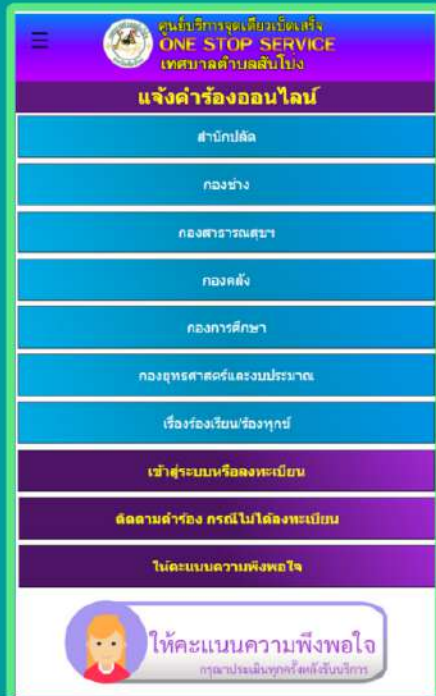 ศูนย์บริการจุดเดียวเบ็ดเสร็จ
ONE STOP SERVICE
เทศบาลตำบลสันโป่ง
แจ้งคำร้องออนไลน์
สำนักปลัด
กองช่าง
กองสาธารณสุขฯ
กองคลัง
กองการศึกษา
กองยุทธศาสตร์และงบประมาณ
เรื่องร้องเรียน/ร้องทุกข์
เข้าสู่ระบบหรือลงทะเบียน
ติดตามคำร้อง กรณีไม่ได้ลงทะเบียน
ให้คะแนนความพึงพอใจ
ให้คะแนนความพึงพอใจ
กรุณาประเมินทุกครั้งหลังรับบริการ